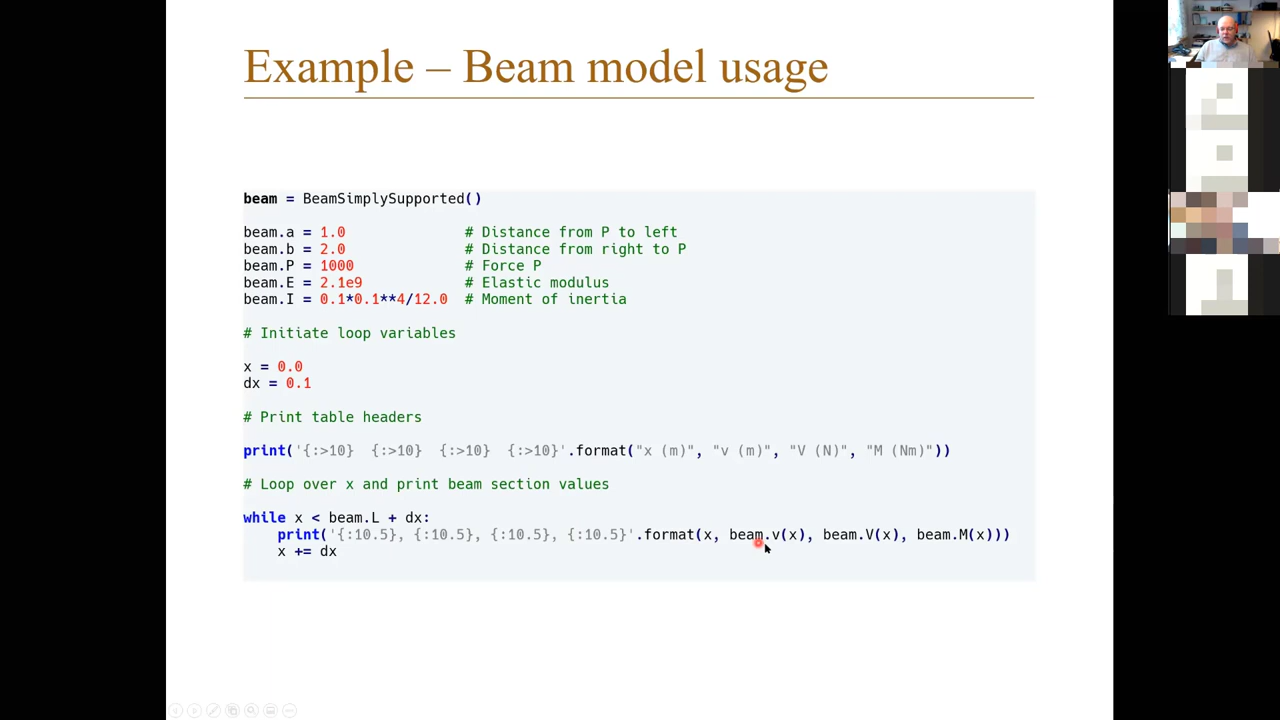 Example – Beam model usage
beam = BeamSimplySupported()
beam.a = 1.0 # Distance from P to left
beam.b = 2.0 # Distance from right to P
beam.P = 1000 # Force P
beam.E = 2.1e9 # Elastic modulus
beam.I = 0.1*0.1**4/12.0 # Moment of inertia
# Initiate loop variables
x = 0.0
dx = 0.1
# Print table headers
print('{:>10} {:>10} {:>10} {:>10}'.format("x (m)", "v (m)", "V (N)", "M (Nm)"))
# Loop over x and print beam section values
while x < beam.L + dx:
print('{:10.5}, {:10.5}, {:10.5}, {:10.5}'.format(x, beam.v(x), beam.V(x), beam.M(x)))
x += dx